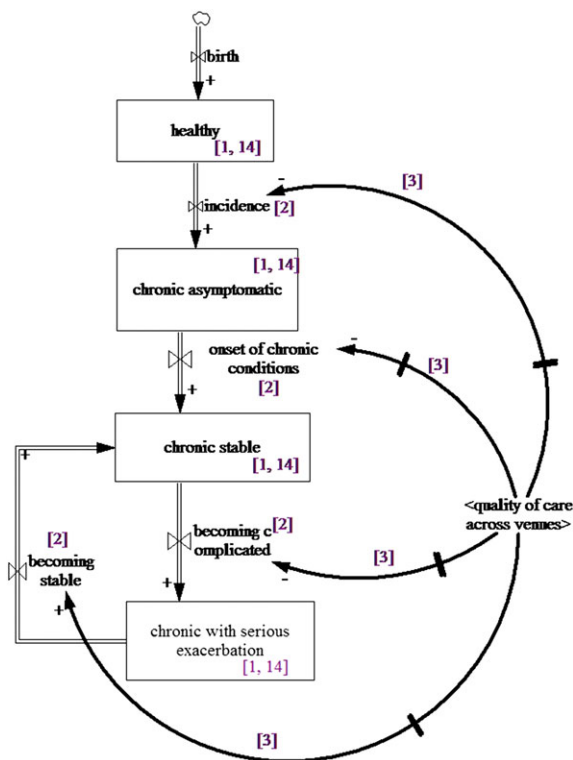 birth
+
healthy
[1, 14]
-
[3]
incidence [2]
+
[1, 14]
chronic asymptomatic
onset of chronic
conditions
-
[3]
[2]
+
chronic stable
[1, 14]
+
<quality of care
across vennes>
becoming c
omplicated
[2]
[3]
-
[2]
becoming
stable
+
+
chronic with serious
exacerbation
[1, 14]
[3]